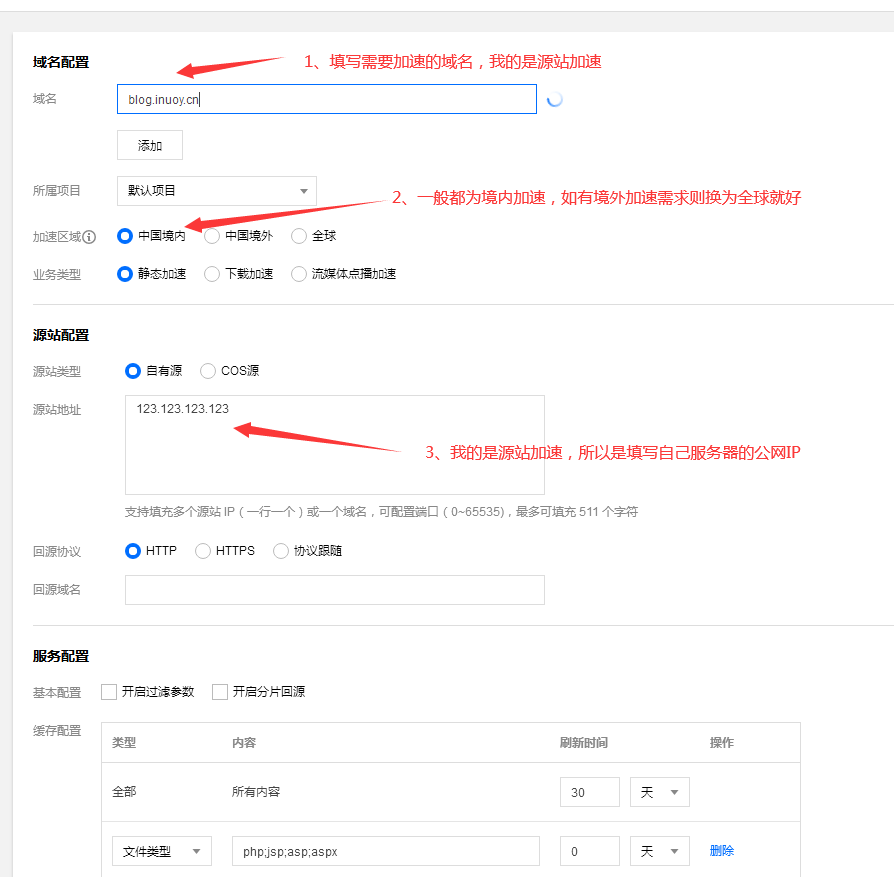 域名配置
1、填写需要加速的域名，我的是源站加速
域名 blog.inuoy.cn
添加
所属项目 默认项目
2、一般都为境内加速，如有境外加速需求则换为全球就好
加速区域 中国境内 中国境外 全球
业务类型 静态加速 下载加速 流媒体点播加速
源站配置
源站类型 自有源 COS源
源站地址 123.123.123.123
3、我的是源站加速，所以是填写自己服务器的公网IP
支持填充多个源站 IP（一行一个）或一个域名，可配置端口（0~65535)，最多可填充 511 个字符
回源协议 HTTP HTTPS 协议跟随
回源域名
服务配置
基本配置 开启过滤参数 开启分片回源
缓存配置
类型 内容 刷新时间 操作
全部 所有内容 30 天
文件类型 php;jsp;asp;aspx 0 天 删除